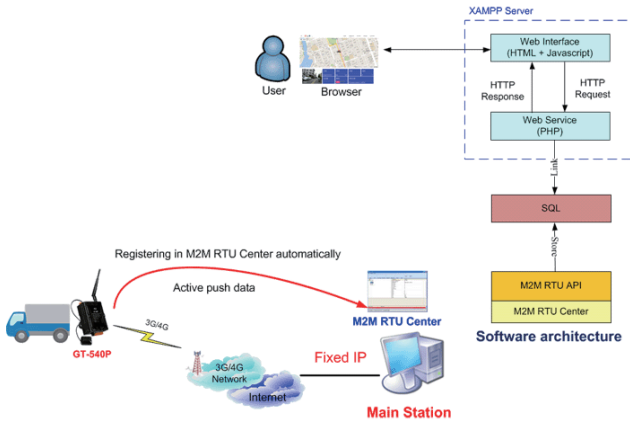 XAMPP Server
Web Interface
(HTML + Javascript)
User
Browser
HTTP
Response
HTTP
Request
Web Service
(PHP)
Link
SQL
Store
Registering in M2M RTU Center automatically
Active push data
M2M RTU API
M2M RTU Center
M2M RTU Center
Software architecture
GT-540P
3G/4G
3G/4G
Network
Internet
Fixed IP
Main Station